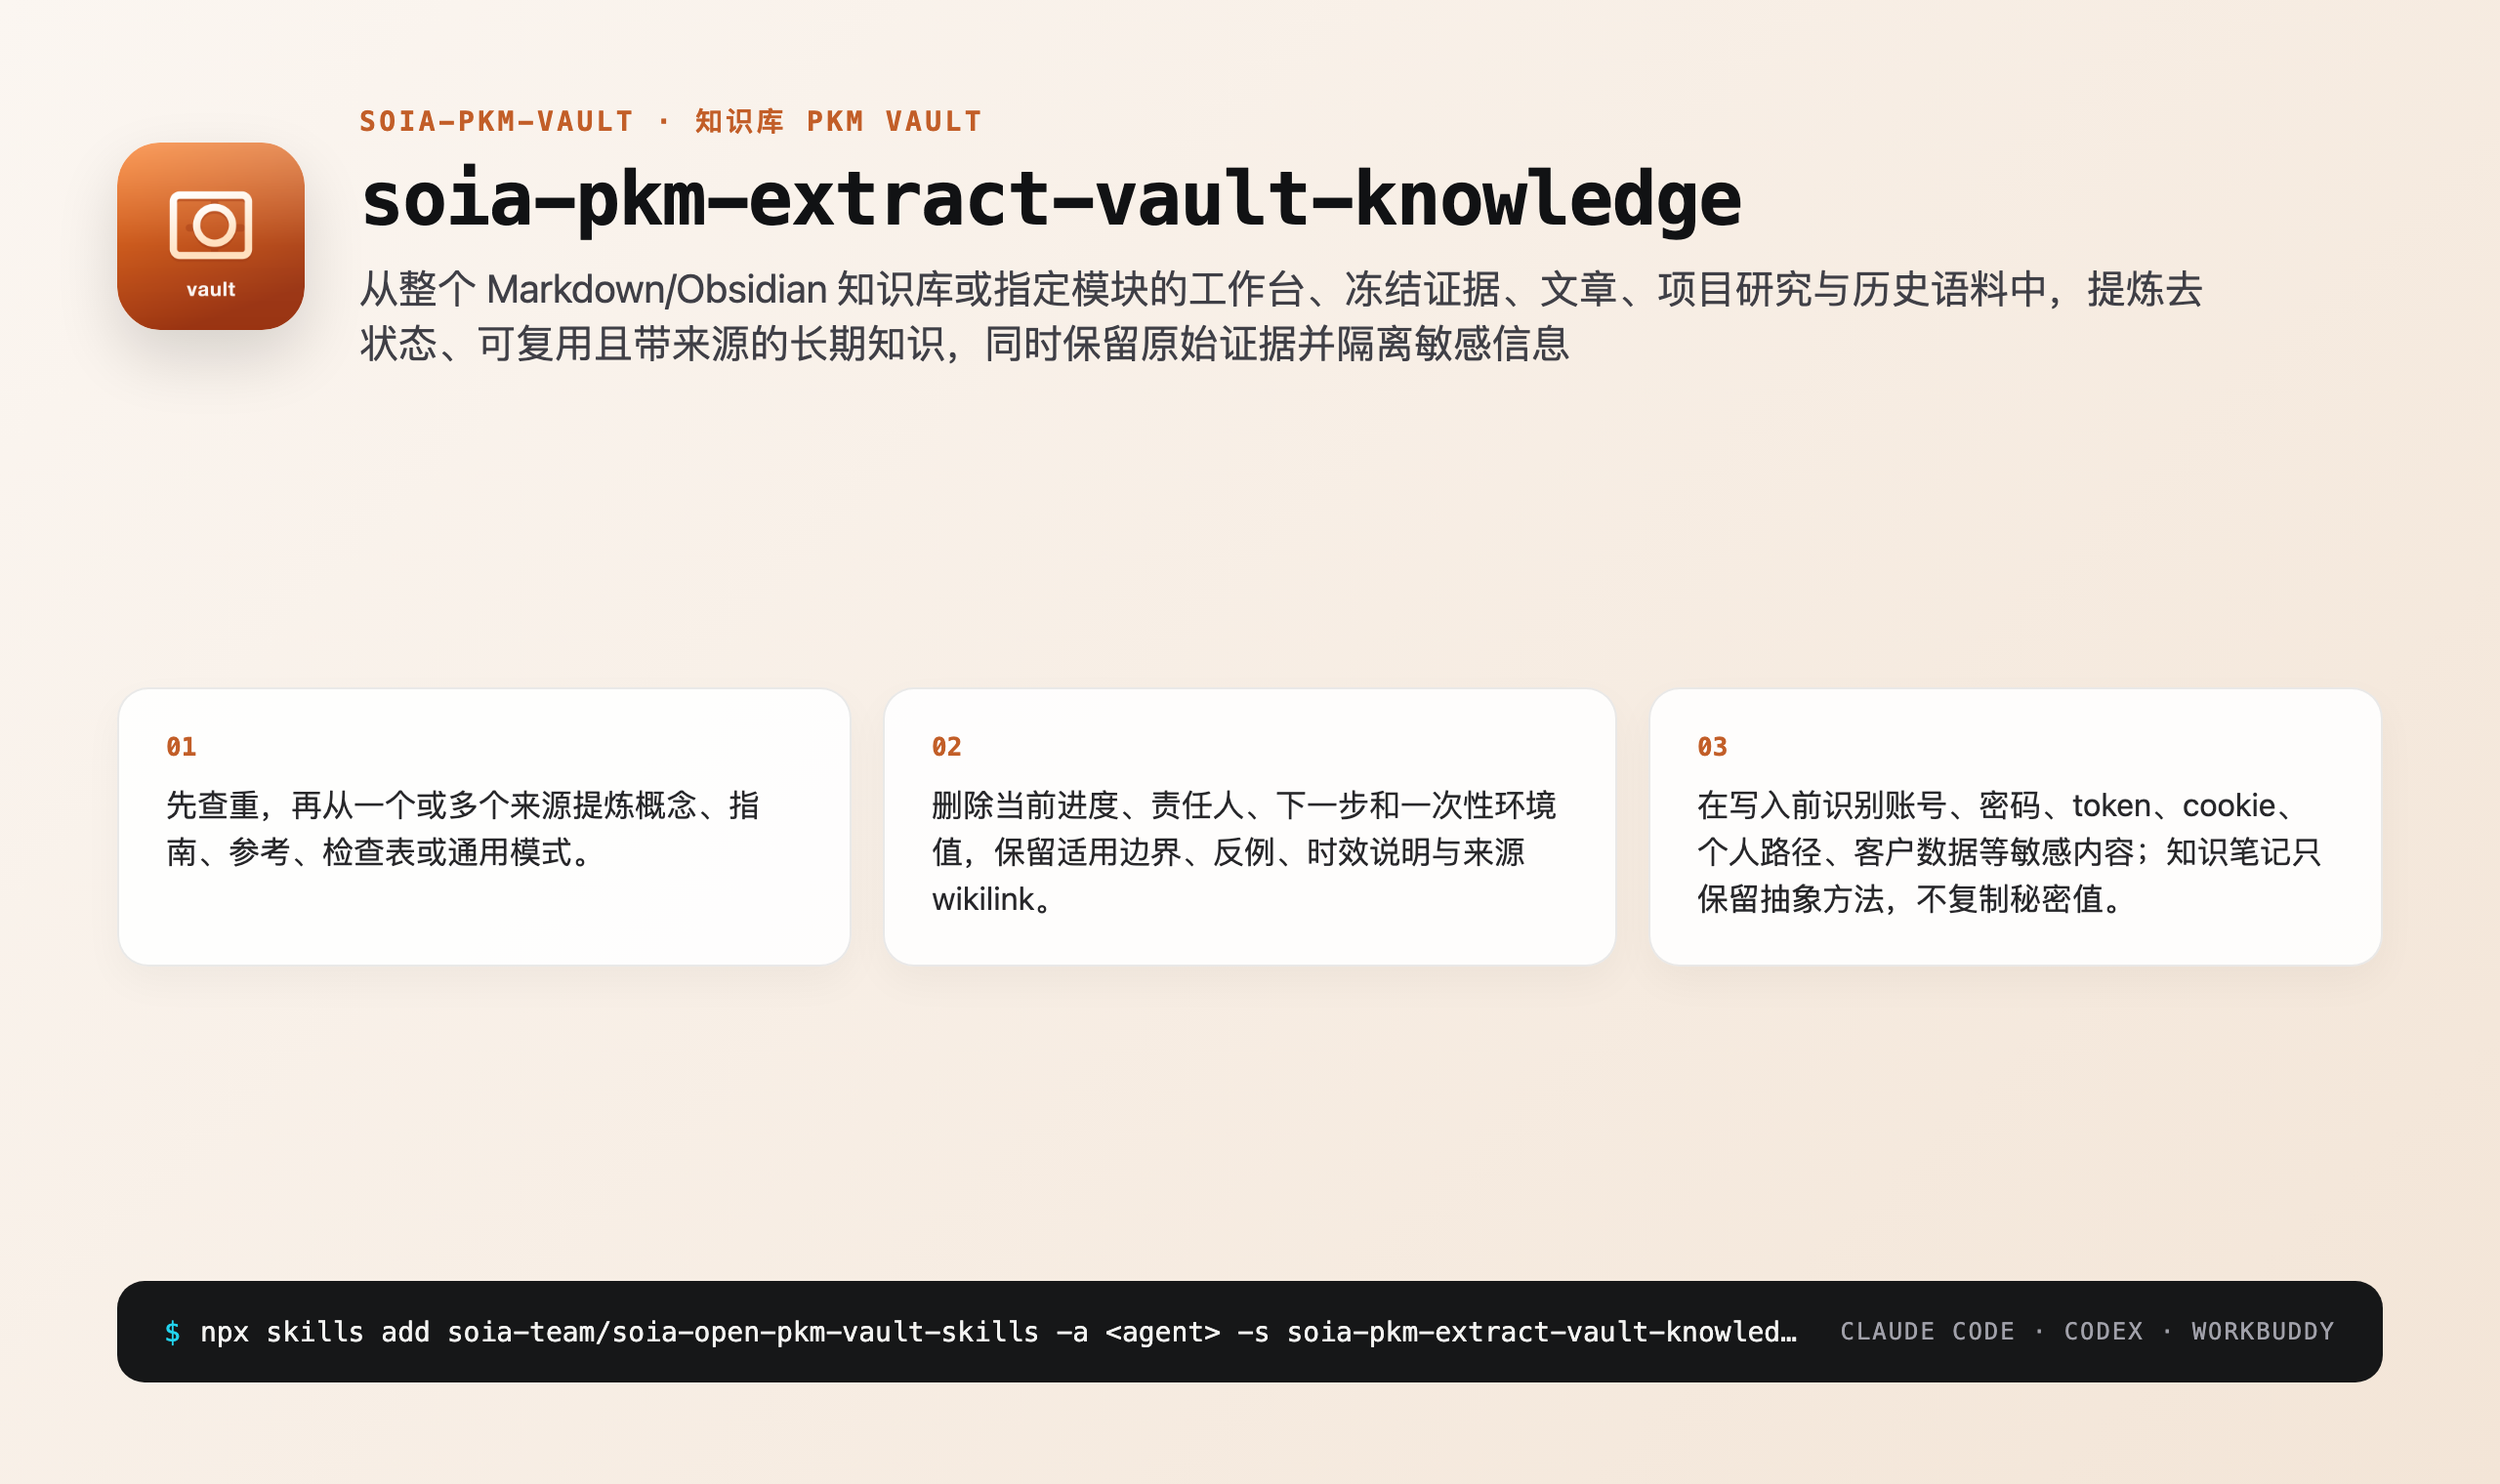 SOIA-PKM-VAULT · 知识库 PKM VAULT
soia-pkm-extract-vault-knowledge
vault
从整个 Markdown/Obsidian 知识库或指定模块的工作台、冻结证据、文章、项目研究与历史语料中，提炼去
状态、可复用且带来源的长期知识，同时保留原始证据并隔离敏感信息
01
先查重，再从一个或多个来源提炼概念、指
南、参考、检查表或通用模式。
02
删除当前进度、责任人、下一步和一次性环境
值，保留适用边界、反例、时效说明与来源
wikilink。
03
在写入前识别账号、密码、token、cookie、
个人路径、客户数据等敏感内容；知识笔记只
保留抽象方法，不复制秘密值。
$ npx skills add soia-team/soia-open-pkm-vault-skills -a <agent> -s soia-pkm-extract-vault-knowled…
CLAUDE CODE · CODEX · WORKBUDDY